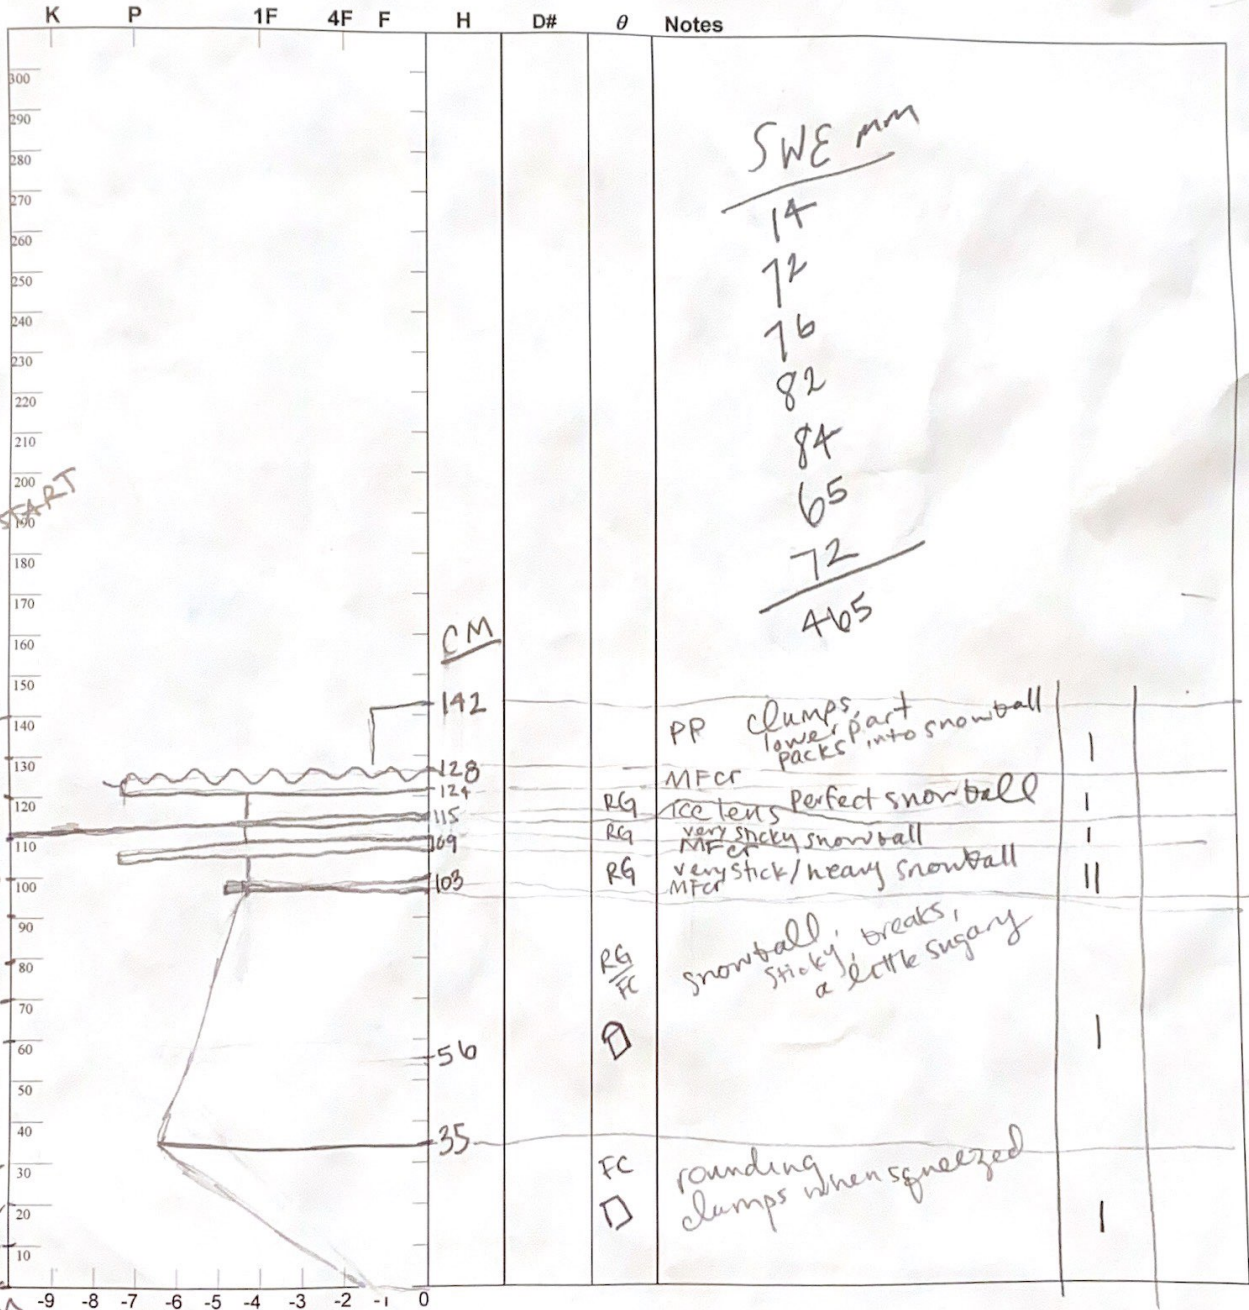 K P 1F 4F F H D# θ Notes
300
290
280
270
260
250
240
230
220
210
200
190
180
170
160
150
140
130
120
110
100
90
80
70
60
50
40
30
20
10
-9 -8 -7 -6 -5 -4 -3 -2 -1 0
START
SWE mm
14
72
76
82
84
65
72
465
CM
142
PP clumps,
lower part
packs into snowball
I
128
MFcr
124
RG Ice lens Perfect snowball I
115
RG very sticky snowball I
109
MFcr
RG very stick/heavy snowball II
103
MFcr
RG
FC
snowball,
sticky, breaks,
a little sugary
I
56
35
FC rounding
clumps when squeezed
I